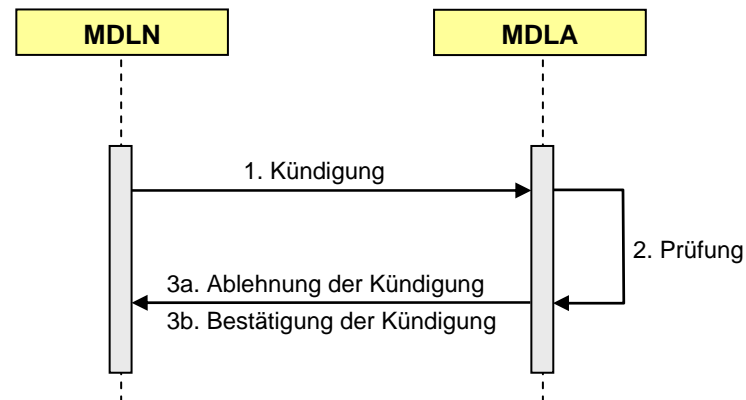 MDLN
MDLA
1. Kündigung
2. Prüfung
3a. Ablehnung der Kündigung
3b. Bestätigung der Kündigung